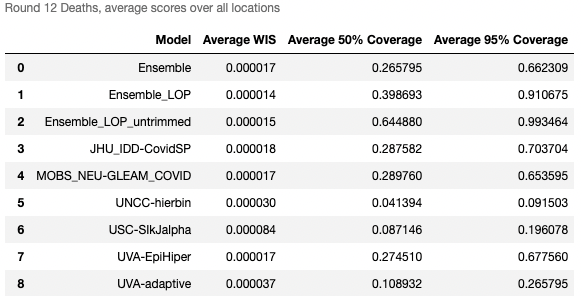 Round 12 Deaths, average scores over all locations
Model Average WIS Average 50% Coverage Average 95% Coverage
0 Ensemble 0.000017 0.265795 0.662309
1 Ensemble_LOP 0.000014 0.398693 0.910675
2 Ensemble_LOP_untrimmed 0.000015 0.644880 0.993464
3 JHU_IDD-CovidSP 0.000018 0.287582 0.703704
4 MOBS_NEU-GLEAM_COVID 0.000017 0.289760 0.653595
5 UNCC-hierbin 0.000030 0.041394 0.091503
6 USC-SIkJalpha 0.000084 0.087146 0.196078
7 UVA-EpiHiper 0.000017 0.274510 0.677560
8 UVA-adaptive 0.000037 0.108932 0.265795